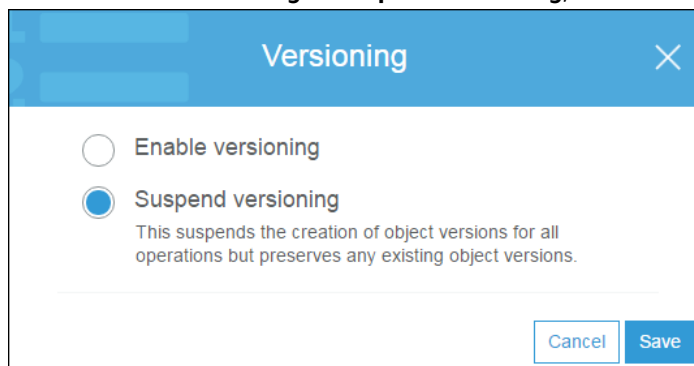 Versioning
Enable versioning
Suspend versioning
This suspends the creation of object versions for all
operations but preserves any existing object versions.
Cancel Save